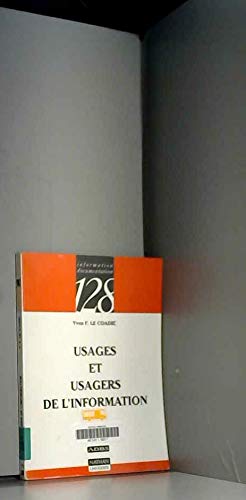 information
documentation
128
Yves F. LE COADIC
USAGES
ET
USAGERS
DE L'INFORMATION
ADBS
NATHAN